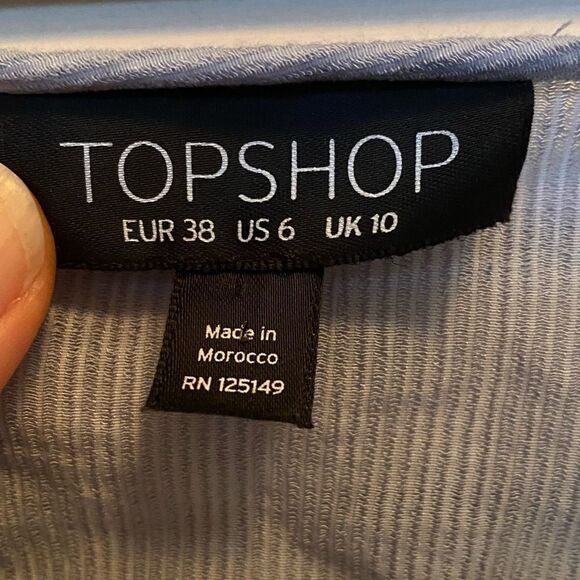 TOPSHOP
EUR 38 US 6 UK 10
Made in
Morocco
RN 125149